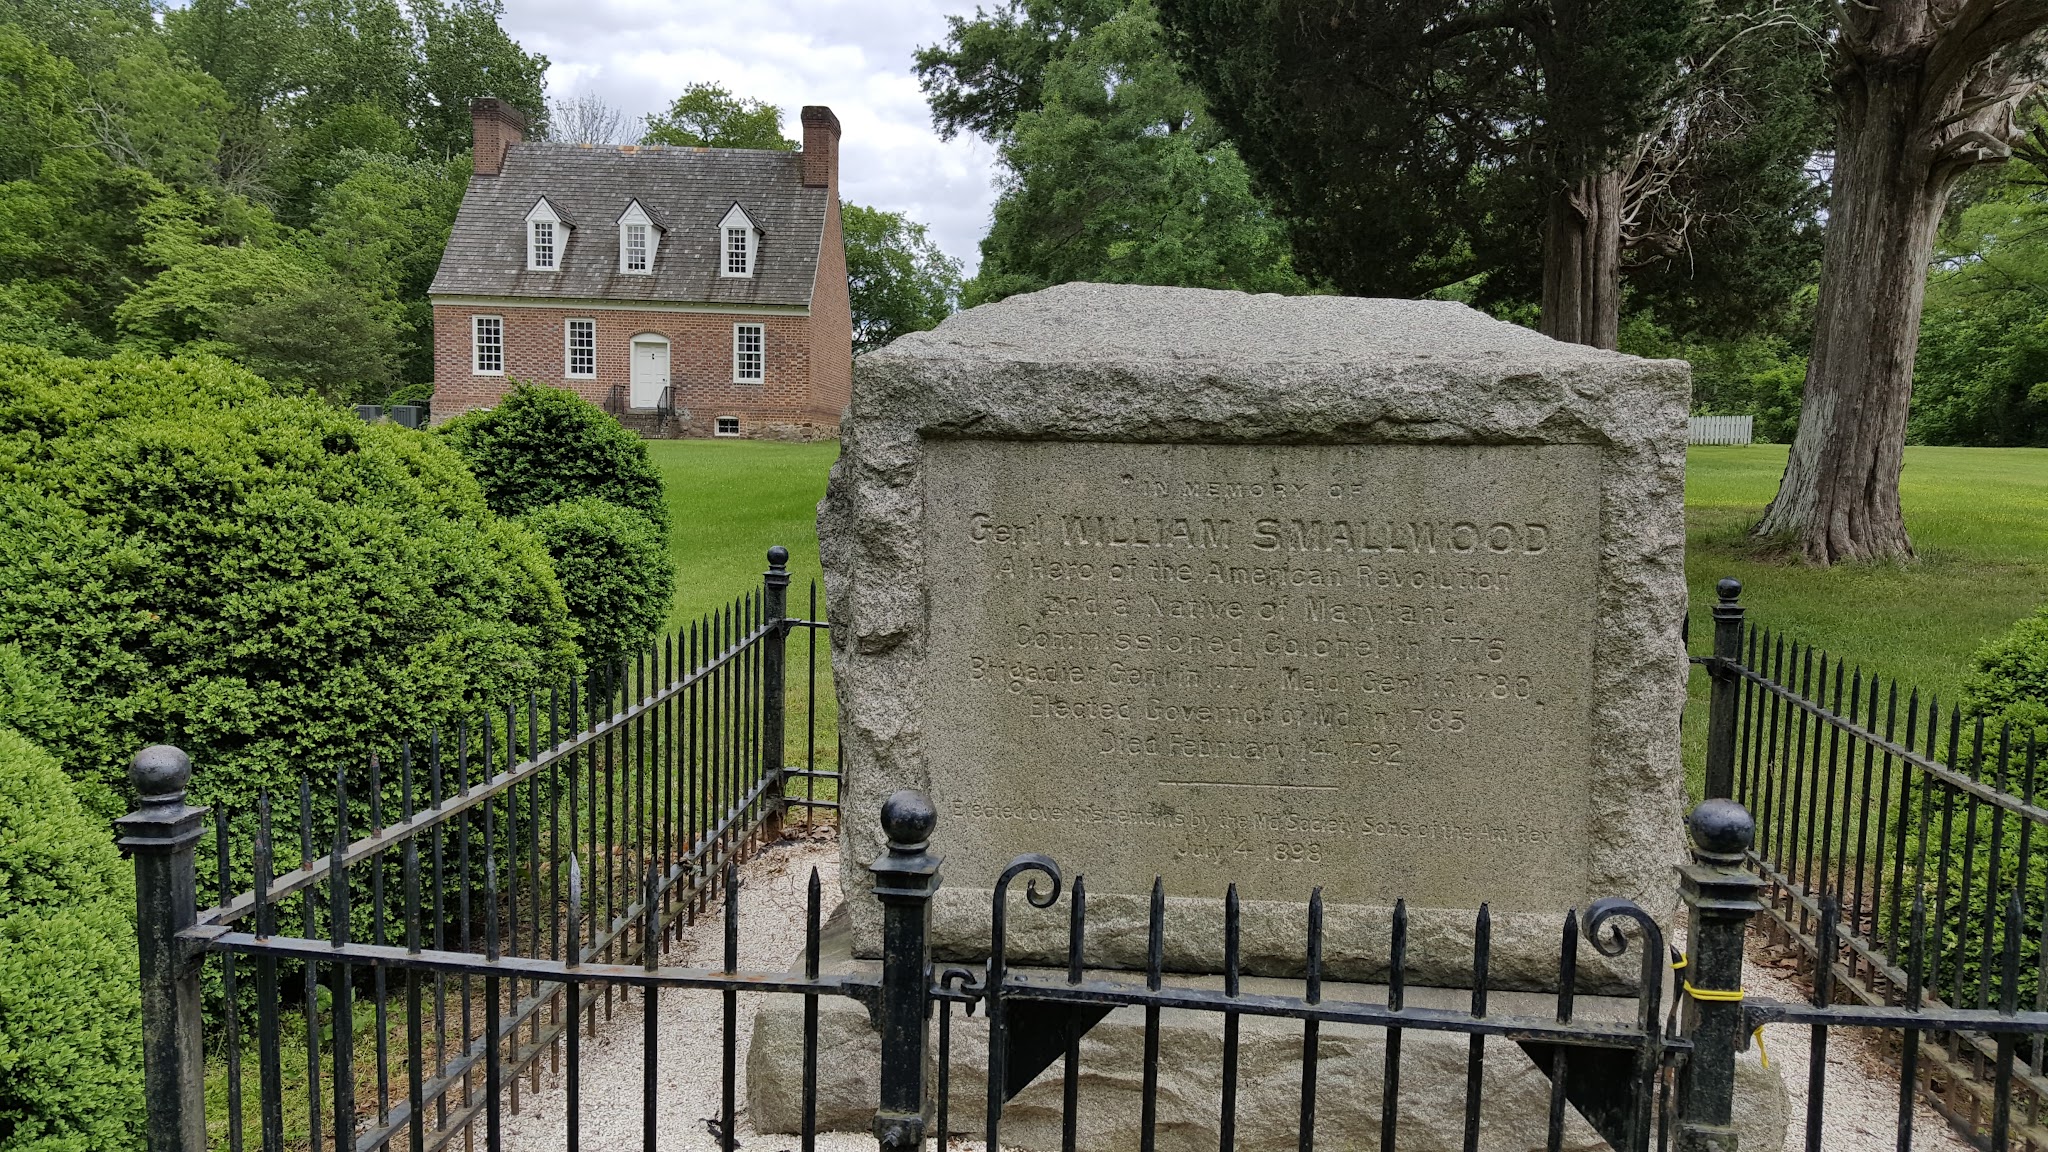 IN MEMORY OF
Gen'l WILLIAM SMALLWOOD
A Hero of the American Revolution
And a Native of Maryland
Commissioned Colonel in 1776
Brigadier Gen'l in 1777 Major Gen'l in 1780
Elected Governor of Md. in 1785
Died February 14, 1792
Erected over his remains by the Md Society Sons of the Am. Rev.
July 4 1898